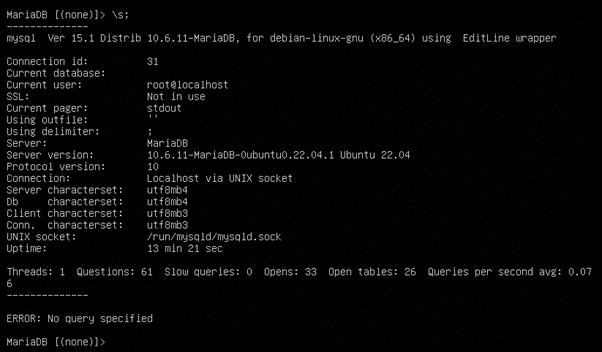 MariaDB [(none)]> \s;
--------------
mysql  Ver 15.1 Distrib 10.6.11-MariaDB, for debian-linux-gnu (x86_64) using  EditLine wrapper

Connection id:          31
Current database:
Current user:           root@localhost
SSL:                    Not in use
Current pager:          stdout
Using outfile:          ''
Using delimiter:        ;
Server:                 MariaDB
Server version:         10.6.11-MariaDB-0ubuntu0.22.04.1 Ubuntu 22.04
Protocol version:       10
Connection:             Localhost via UNIX socket
Server characterset:    utf8mb4
Db     characterset:    utf8mb4
Client characterset:    utf8mb3
Conn.  characterset:    utf8mb3
UNIX socket:            /run/mysqld/mysqld.sock
Uptime:                 13 min 21 sec

Threads: 1  Questions: 61  Slow queries: 0  Opens: 33  Open tables: 26  Queries per second avg: 0.07
6
--------------

ERROR: No query specified

MariaDB [(none)]>